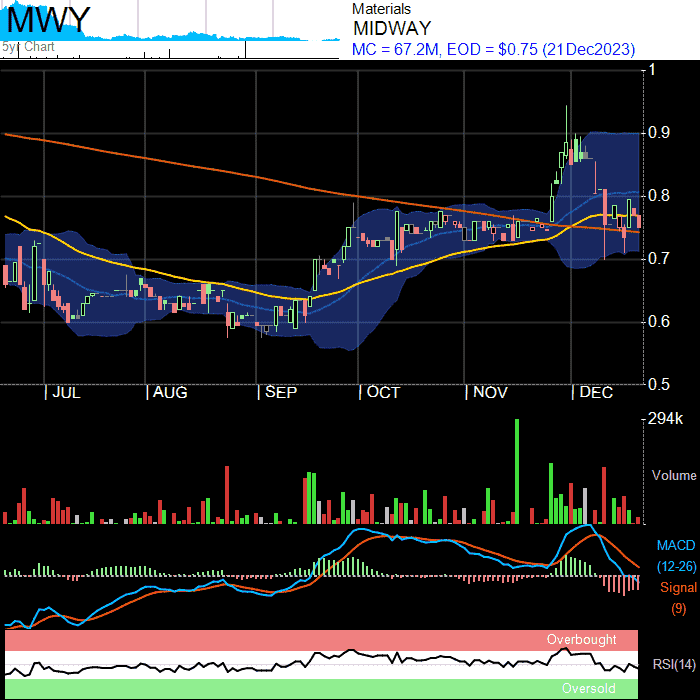 MWY
5yr Chart
Materials
MIDWAY
MC = 67.2M, EOD = $0.75 (21Dec2023)
1
0.9
0.8
0.7
0.6
0.5
JUL
AUG
SEP
OCT
NOV
DEC
294k
Volume
MACD
(12-26)
Signal
(9)
Overbought
RSI(14)
Oversold